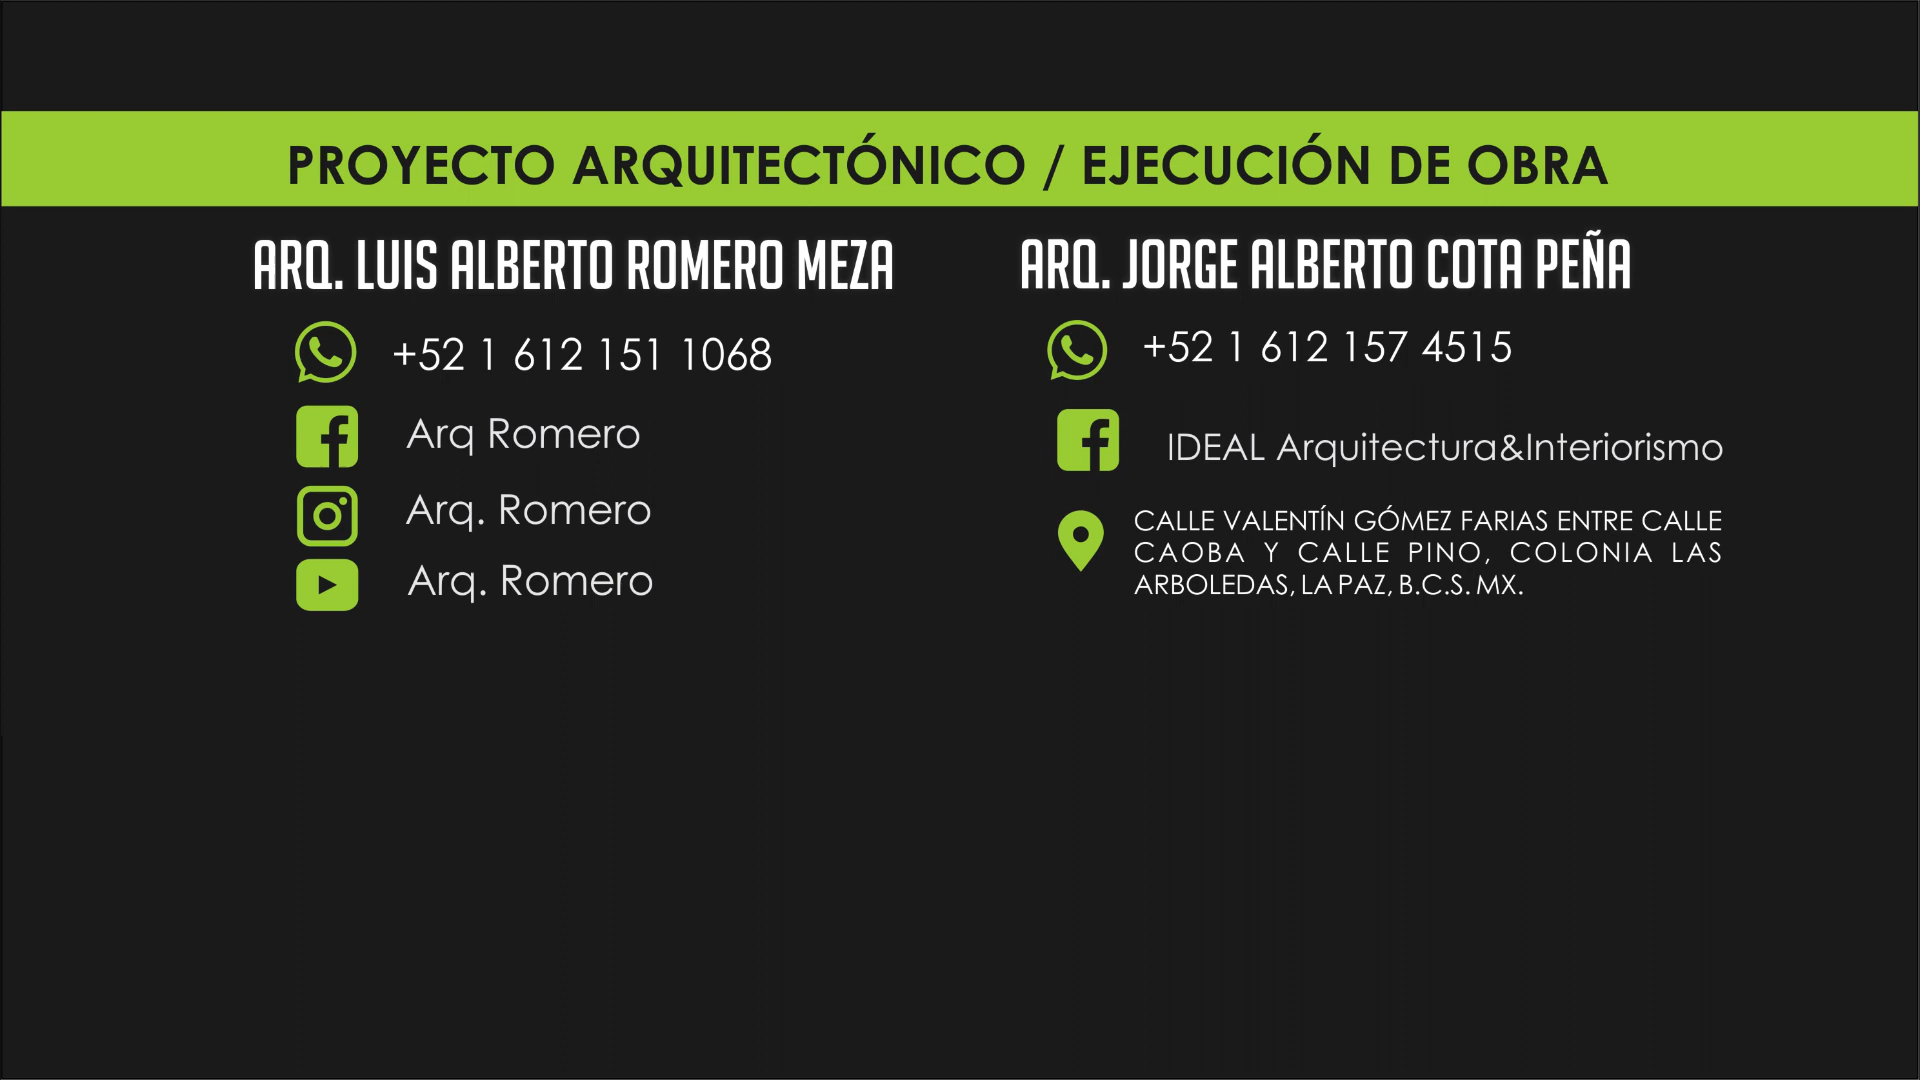 PROYECTO ARQUITECTÓNICO / EJECUCIÓN DE OBRA
ARQ. LUIS ALBERTO ROMERO MEZA
+52 1 612 151 1068
Arq Romero
Arq. Romero
Arq. Romero
ARQ. JORGE ALBERTO COTA PEÑA
+52 1 612 157 4515
IDEAL Arquitectura&Interiorismo
CALLE VALENTÍN GÓMEZ FARIAS ENTRE CALLE
CAOBA Y CALLE PINO, COLONIA LAS
ARBOLEDAS, LA PAZ, B.C.S. MX.